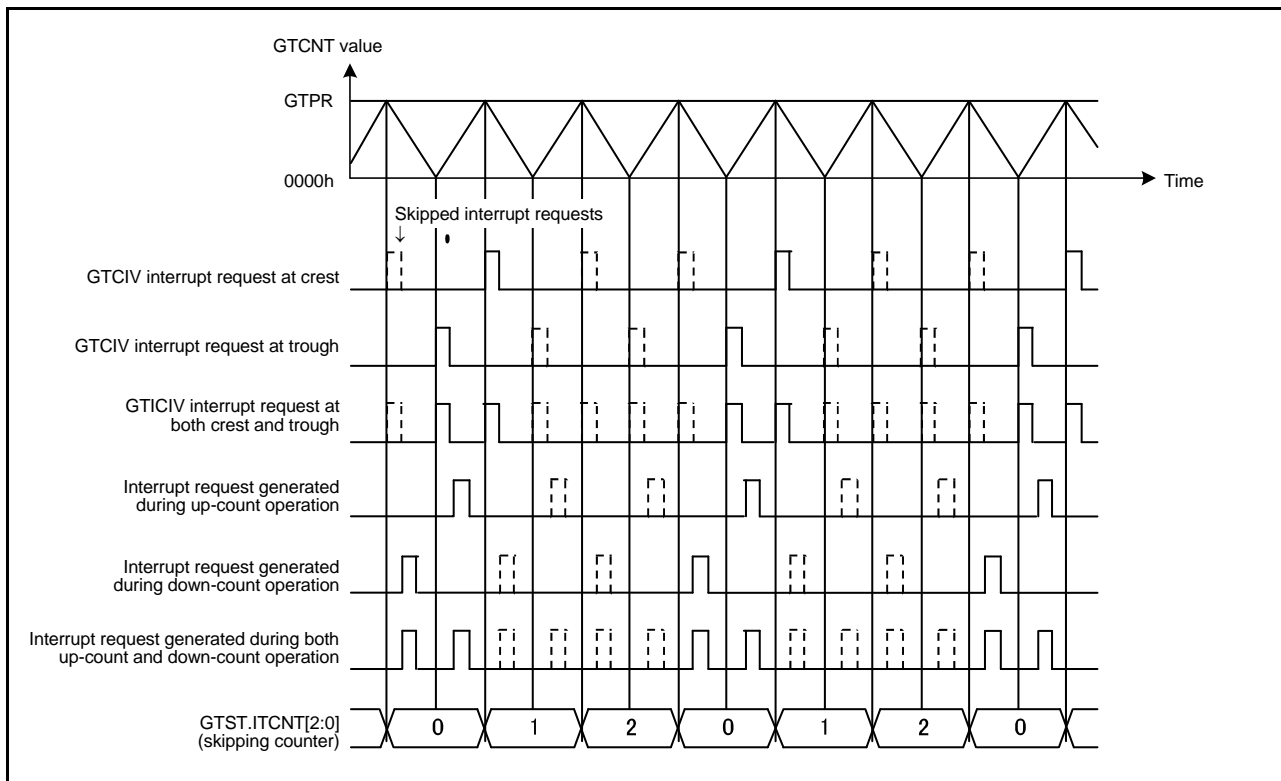 GTCNT value
GTPR
0000h
Time
Skipped interrupt requests
GTCIV interrupt request at crest
GTCIV interrupt request at trough
GTICIV interrupt request at
both crest and trough
Interrupt request generated
during up-count operation
Interrupt request generated
during down-count operation
Interrupt request generated during both
up-count and down-count operation
GTST.ITCNT[2:0]
(skipping counter)
0 1 2 0 1 2 0